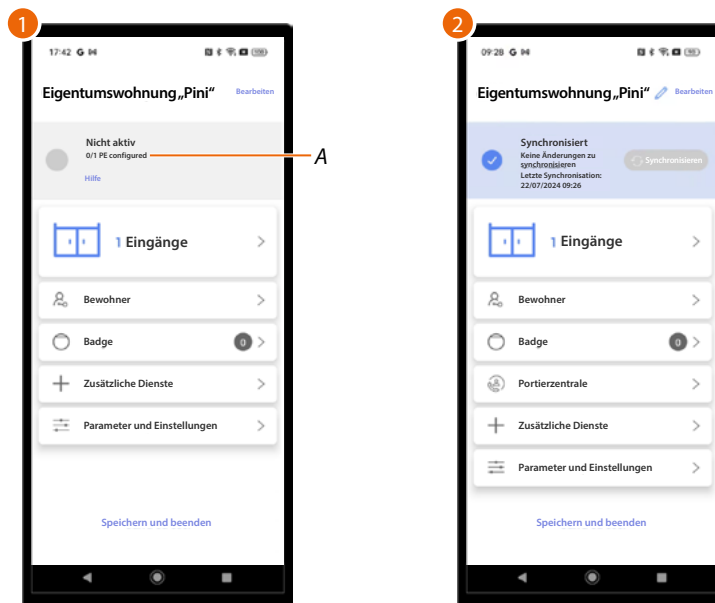 1
17:42 G
100
Eigentumswohnung „Pini“
Bearbeiten
Nicht aktiv
0/1 PE configured
A
Hilfe
1 Eingänge
Bewohner
Badge
0
Zusätzliche Dienste
Parameter und Einstellungen
Speichern und beenden
2
09:28 G
Eigentumswohnung „Pini“
Bearbeiten
Synchronisiert
Keine Änderungen zu
synchronisieren
Letzte Synchronisation:
22/07/2024 09:26
Synchronisieren
1 Eingänge
Bewohner
Badge
0
Portierzentrale
Zusätzliche Dienste
Parameter und Einstellungen
Speichern und beenden